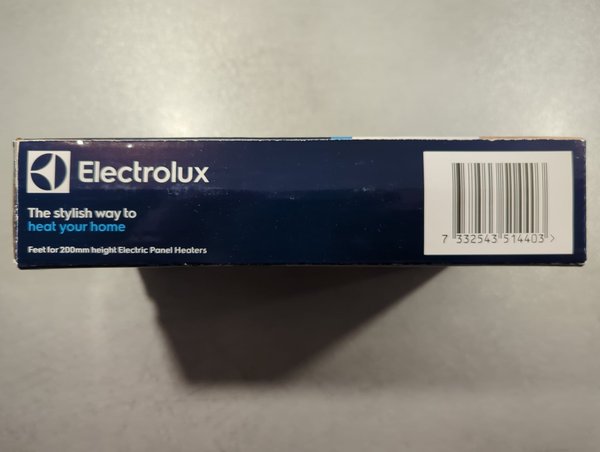 Electrolux
The stylish way to
heat your home
Feet for 200mm height Electric Panel Heaters
7 332543 514403 >